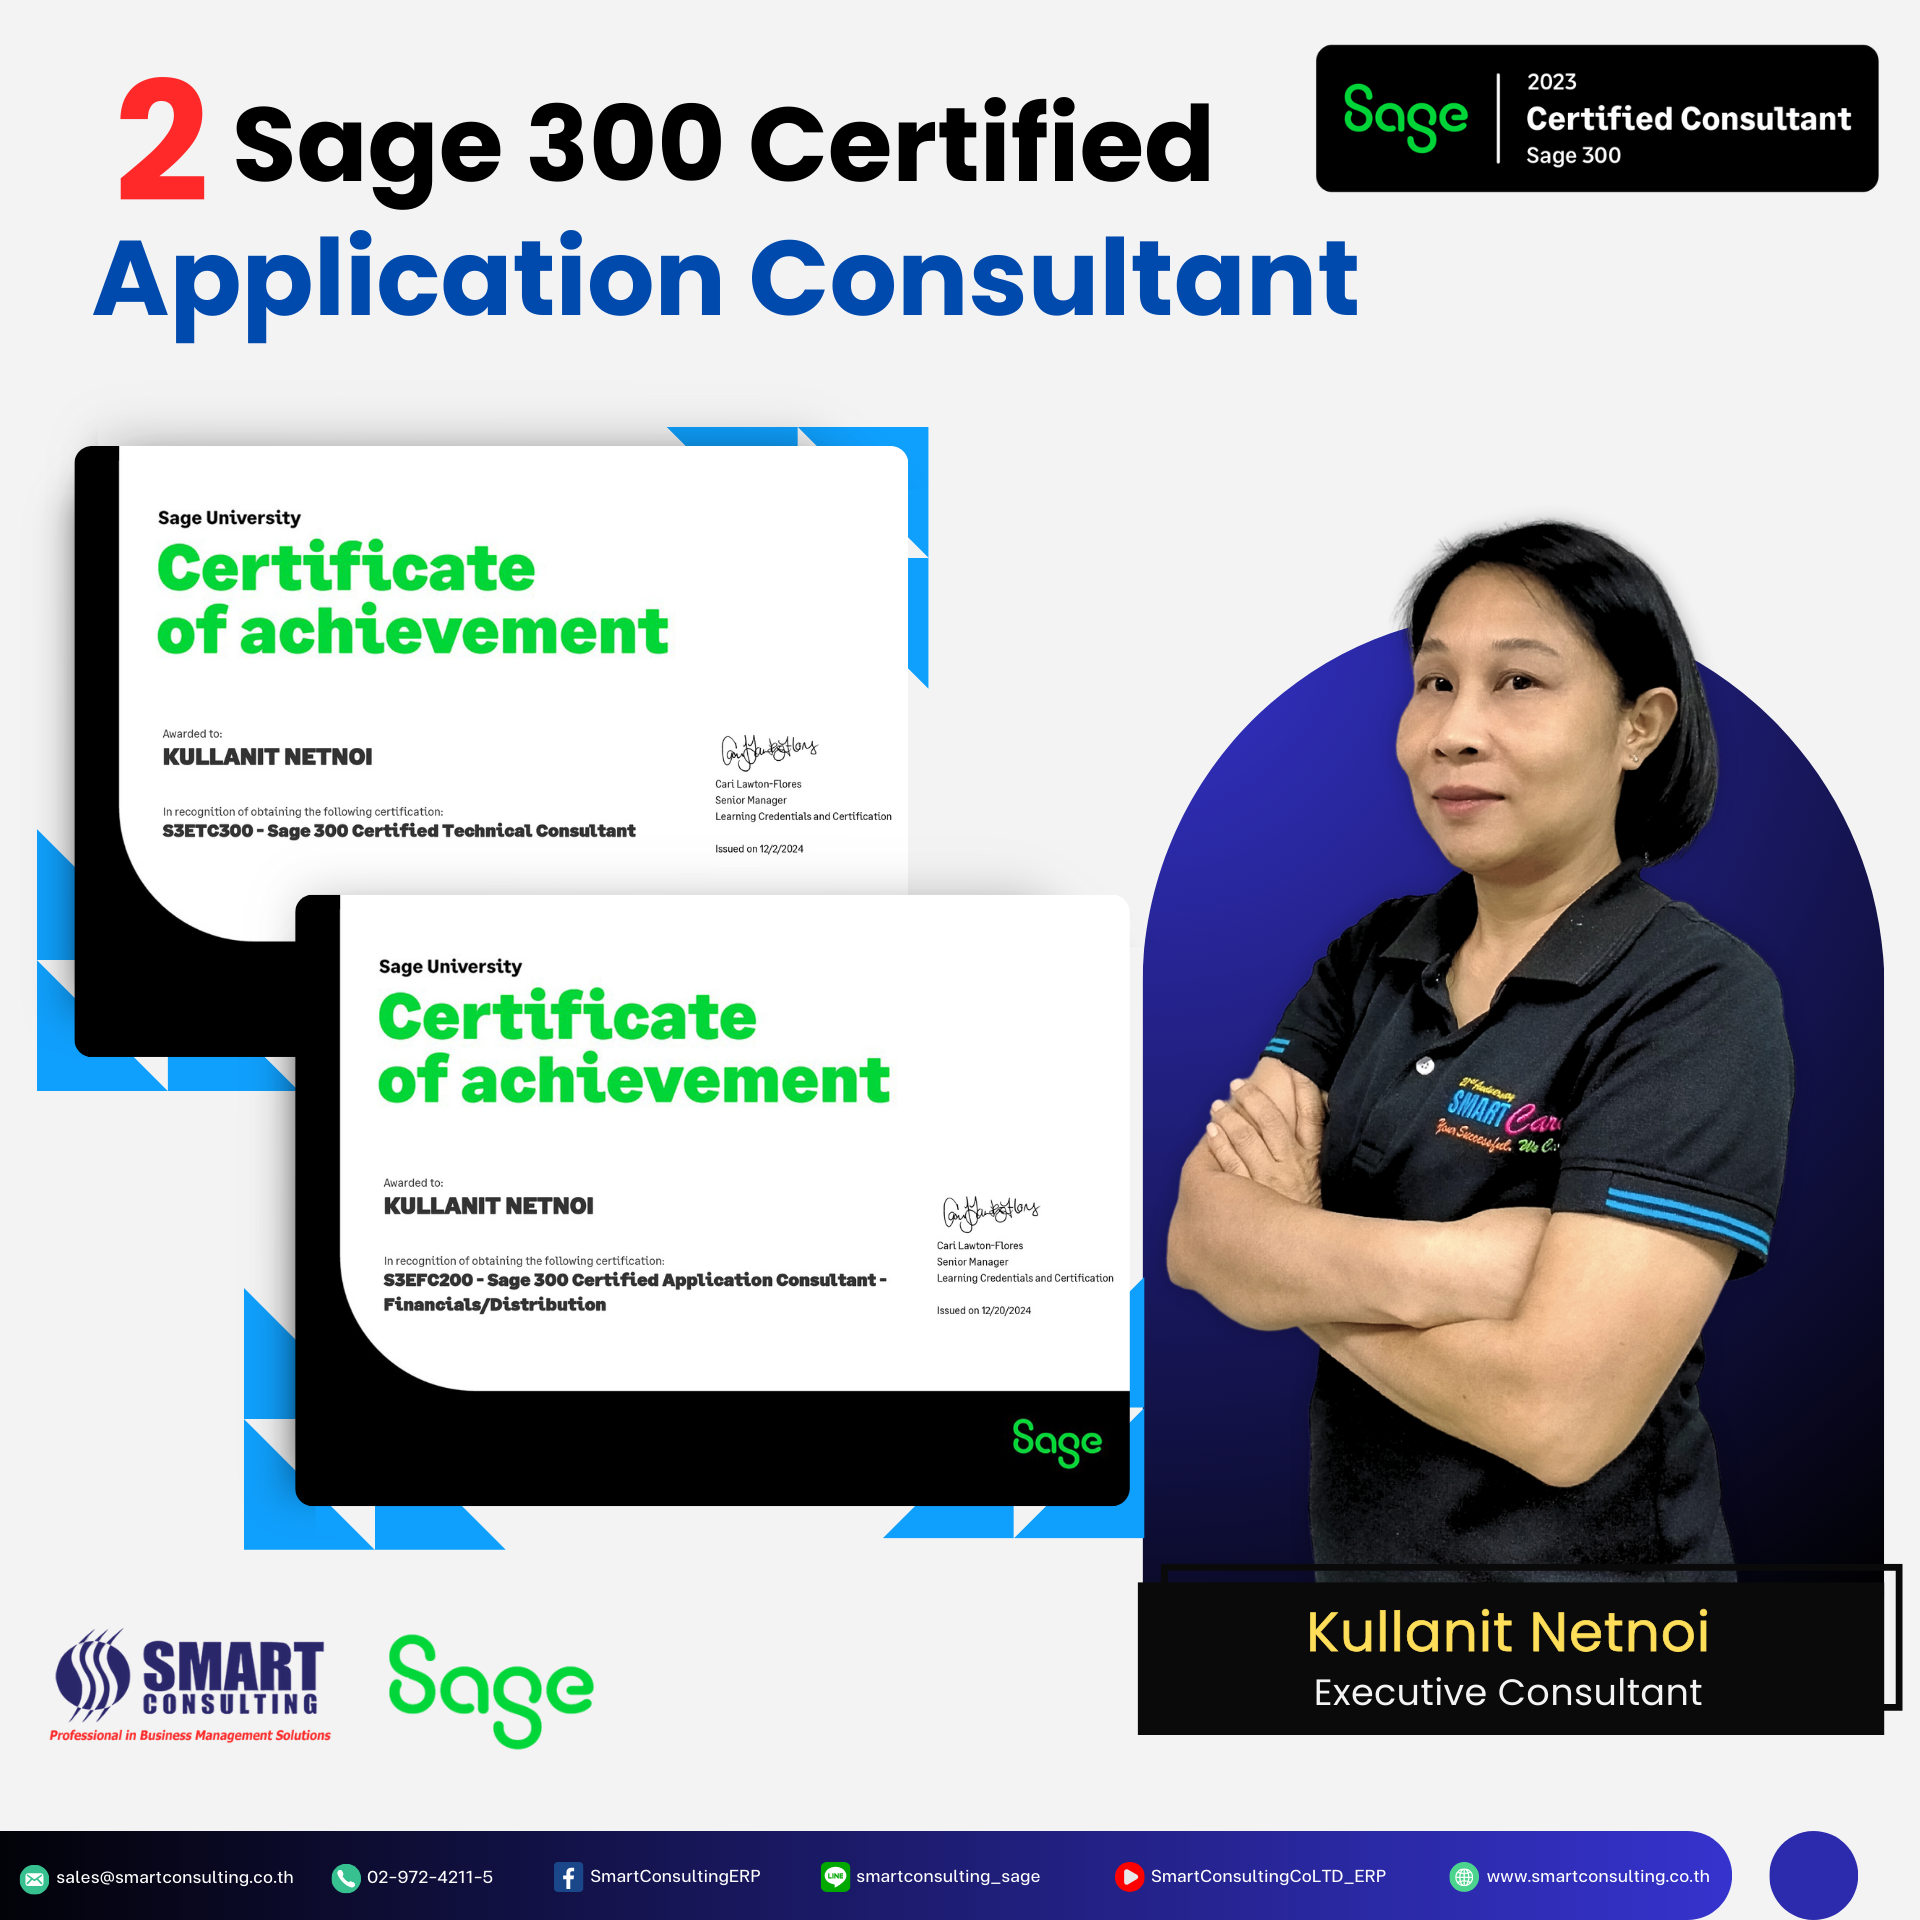 2 Sage 300 Certified
Application Consultant
Sage
2023
Certified Consultant
Sage 300
Sage University
Certificate
of achievement
Awarded to:
KULLANIT NETNOI
In recognition of obtaining the following certification:
S3ETC300 - Sage 300 Certified Technical Consultant
Cari Lawton-Flores
Senior Manager
Learning Credentials and Certification
Issued on 12/2/2024
Sage University
Certificate
of achievement
Awarded to:
KULLANIT NETNOI
In recognition of obtaining the following certification:
S3EFC200 - Sage 300 Certified Application Consultant -
Financials/Distribution
Cari Lawton-Flores
Senior Manager
Learning Credentials and Certification
Issued on 12/20/2024
Sage
SMART
Your Successful. We
Kullanit Netnoi
Executive Consultant
SMART
CONSULTING
Professional in Business Management Solutions
Sage
sales@smartconsulting.co.th
02-972-4211-5
SmartConsultingERP
LINE
smartconsulting_sage
SmartConsultingCoLTD_ERP
www.smartconsulting.co.th